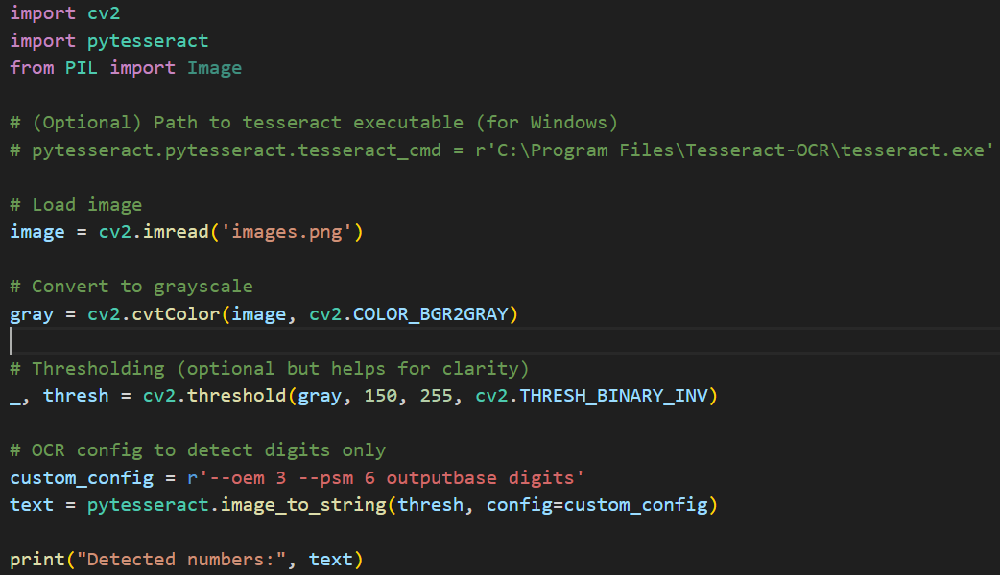 import cv2
import pytesseract
from PIL import Image
# (Optional) Path to tesseract executable (for Windows)
# pytesseract.pytesseract.tesseract_cmd = r'C:\Program Files\Tesseract-OCR\tesseract.exe'
# Load image
image = cv2.imread('images.png')
# Convert to grayscale
gray = cv2.cvtColor(image, cv2.COLOR_BGR2GRAY)
# Thresholding (optional but helps for clarity)
_, thresh = cv2.threshold(gray, 150, 255, cv2.THRESH_BINARY_INV)
# OCR config to detect digits only
custom_config = r'--oem 3 --psm 6 outputbase digits'
text = pytesseract.image_to_string(thresh, config=custom_config)
print("Detected numbers:", text)